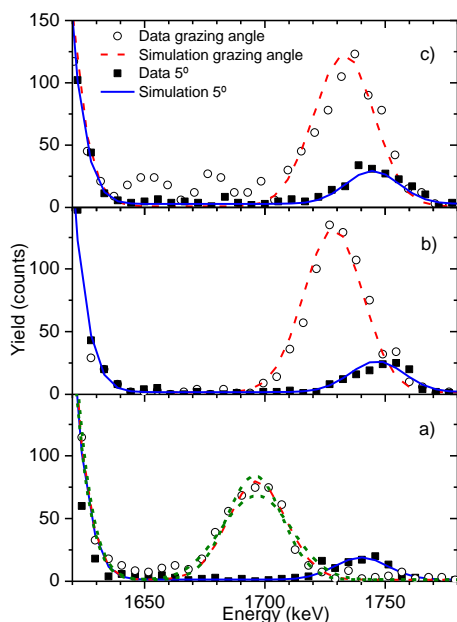 150
Data grazing angle
Simulation grazing angle
c)
100
Data 5º
Simulation 5º
50
0
b)
100
Yield (counts)
50
0
a)
100
50
0
1650
1700
1750
Energy (keV)